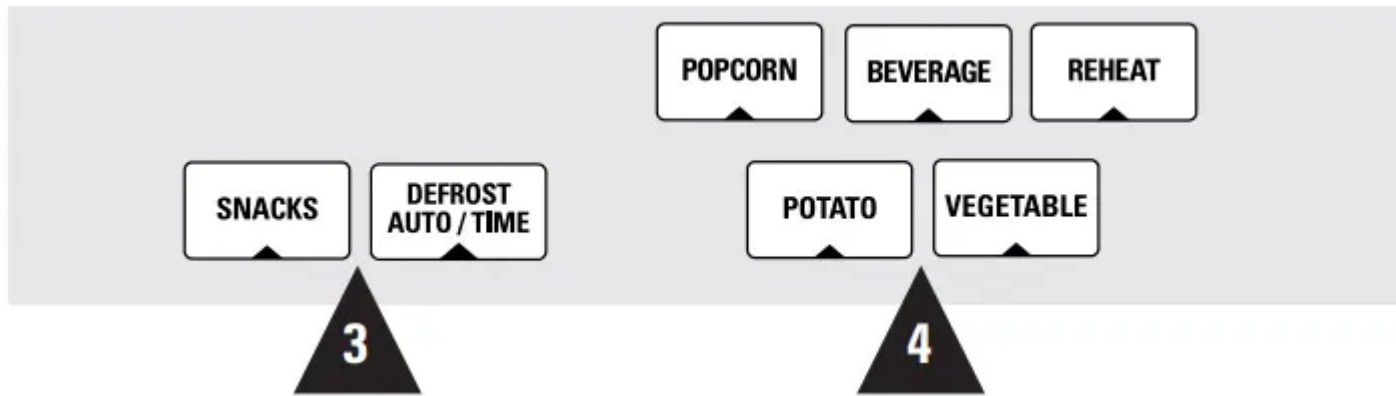 POPCORN
BEVERAGE
REHEAT
SNACKS
DEFROST
AUTO / TIME
POTATO
VEGETABLE
3
4